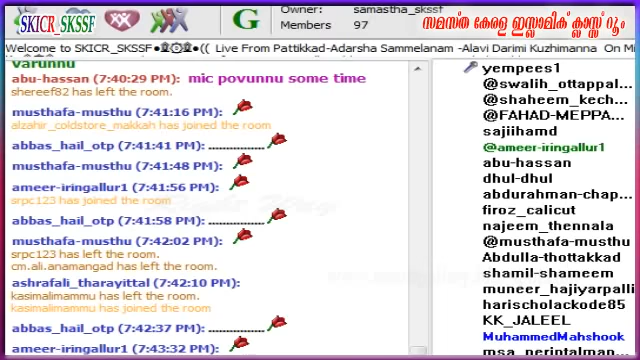 SKICR_SKSSF
G
Owner: samastha_skssf
Members 97
സമസ്ത കേരള ഇസ്ലാമിക് ക്ലാസ്സ് റൂം
Welcome to SKICR_SKSSF Live From Pattikkad-Adarsha Sammelanam -Alavi Darimi Kuzhimanna On Mi
varunnu
abu-hassan (7:40:29 PM): mic povunnu some time
shereef82 has left the room.
musthafa-musthu (7:41:16 PM):
alzahir_coldstore_makkah has joined the room
abbas_hail_otp (7:41:41 PM): ................
musthafa-musthu (7:41:48 PM):
ameer-iringallur1 (7:41:56 PM):
srpc123 has joined the room
abbas_hail_otp (7:41:58 PM): ................
musthafa-musthu (7:42:02 PM):
srpc123 has left the room.
cm.ali.anamangad has left the room.
ashrafali_tharayittal (7:42:10 PM):
kasimalimammu has left the room.
kasimalimammu has joined the room
abbas_hail_otp (7:42:37 PM): ................
ameer-iringallur1 (7:43:32 PM):
yempees1
@swalih_ottappal...
@shaheem_kech...
@FAHAD-MEPPA...
sajiihamd
@ameer-iringallur1
abu-hassan
dhul-dhul
abdurahman-chap...
firoz_calicut
najeem_thennala
@musthafa-musthu
Abdulla-thottakkad
shamil-shameem
muneer_hajiyarpalli
harischolackode85
KK_JALEEL
MuhammedMahshook
msa_perintalman...